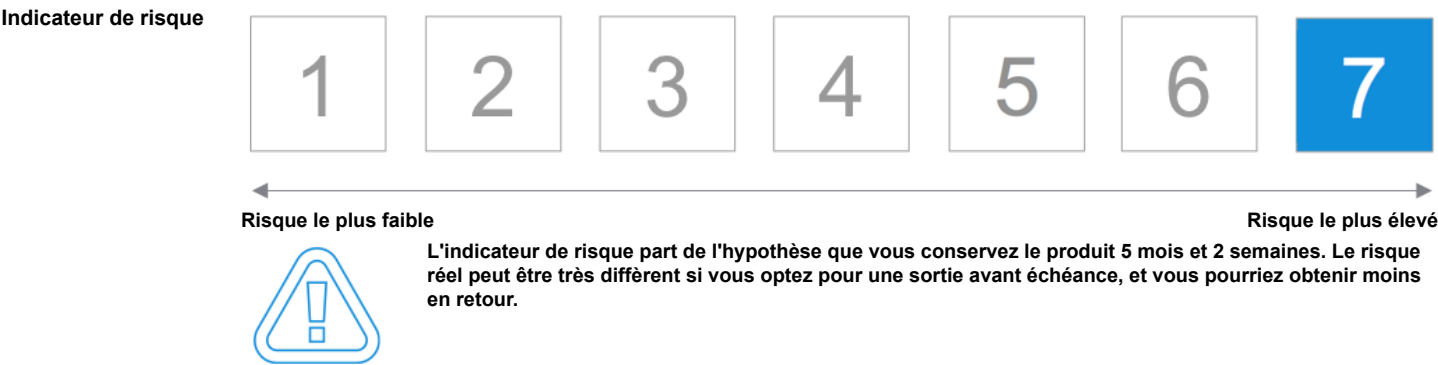 Indicateur de risque
1 2 3 4 5 6 7
Risque le plus faible Risque le plus élevé
L'indicateur de risque part de l'hypothèse que vous conservez le produit 5 mois et 2 semaines. Le risque
réel peut être très diffèrent si vous optez pour une sortie avant échéance, et vous pourriez obtenir moins
en retour.